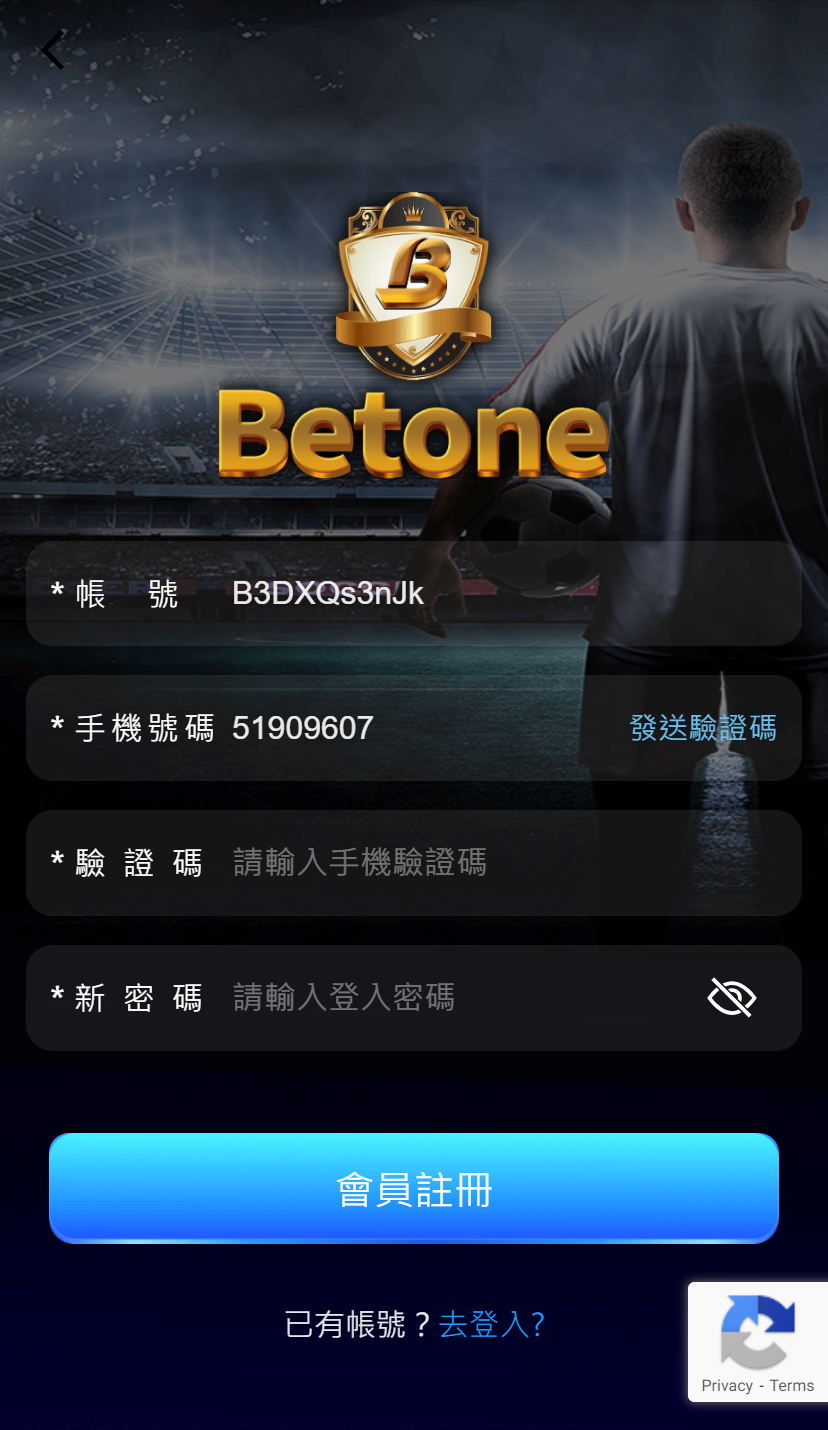 B
Betone
* 帳 號 B3DXQs3nJk
* 手機號碼 51909607 發送驗證碼
* 驗 證 碼 請輸入手機驗證碼
* 新 密 碼 請輸入登入密碼
會員註冊
已有帳號？去登入?
Privacy - Terms